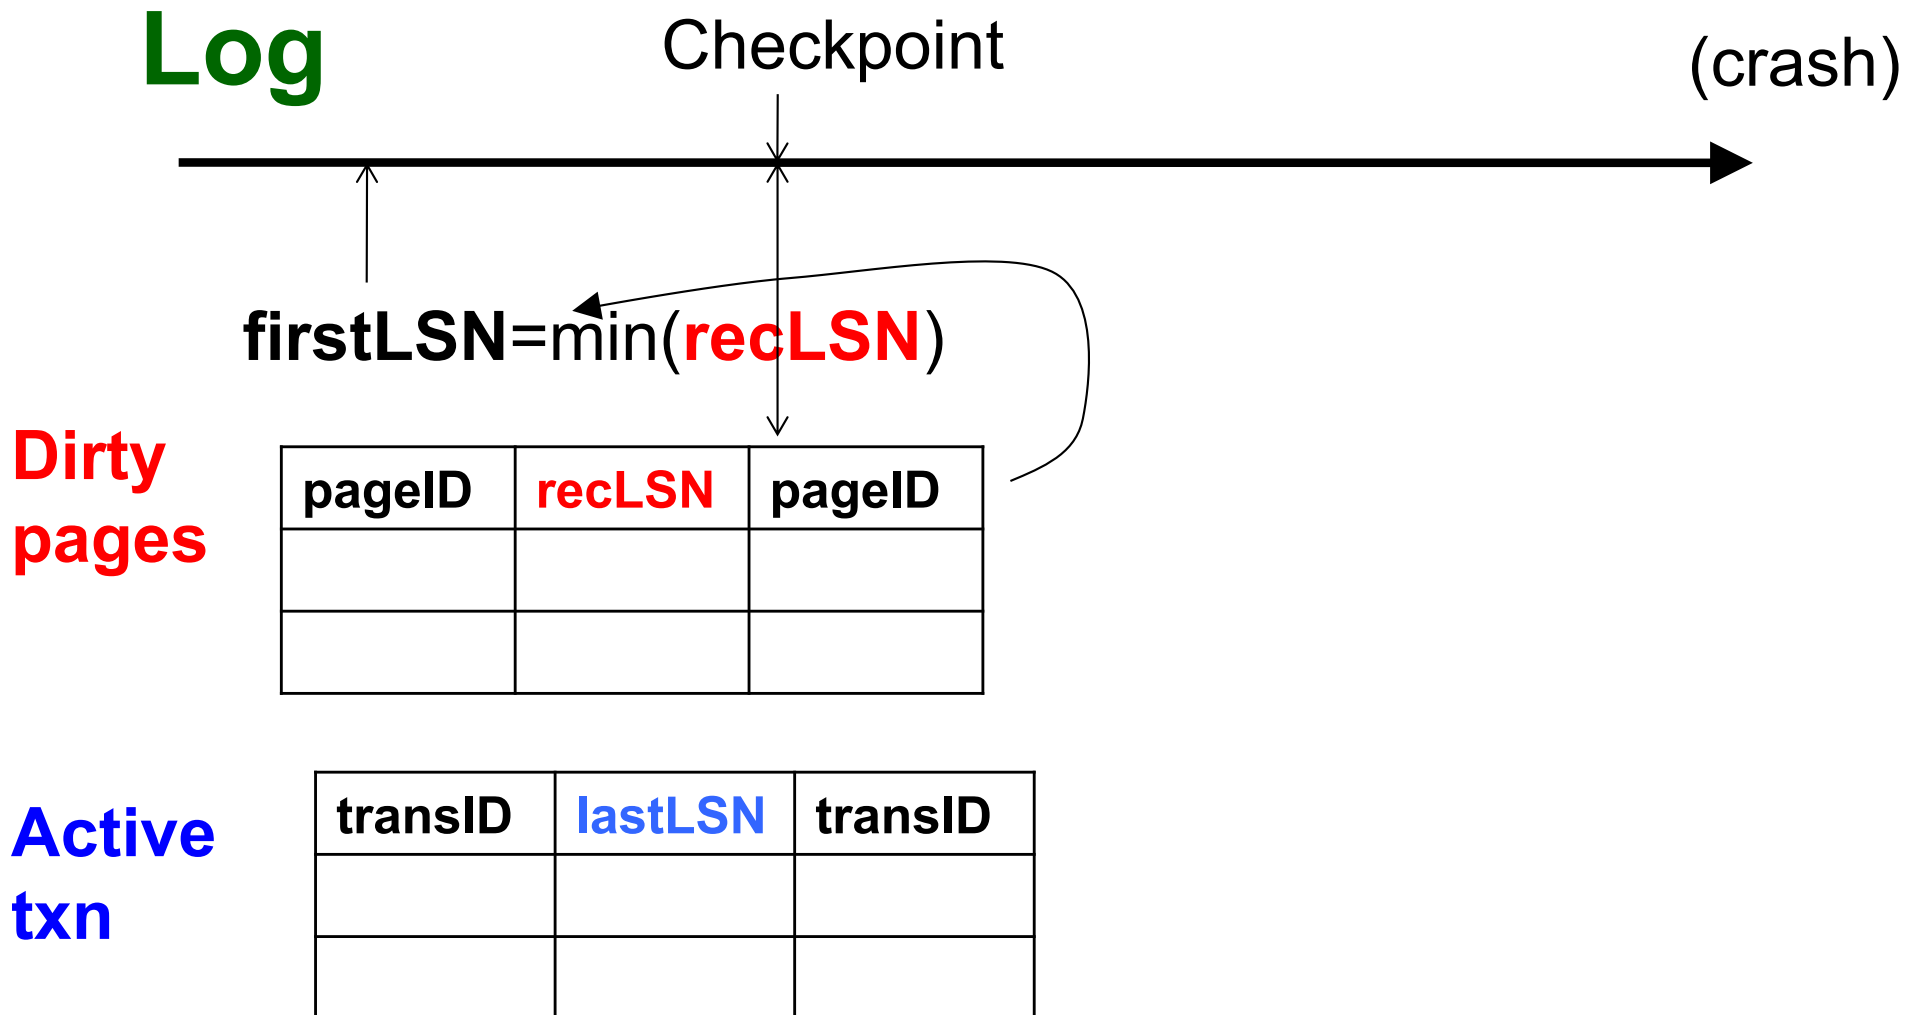 Log
Checkpoint
(crash)
firstLSN=min(recLSN)
Dirty
pages
pageID recLSN pageID
Active
txn
transID lastLSN transID